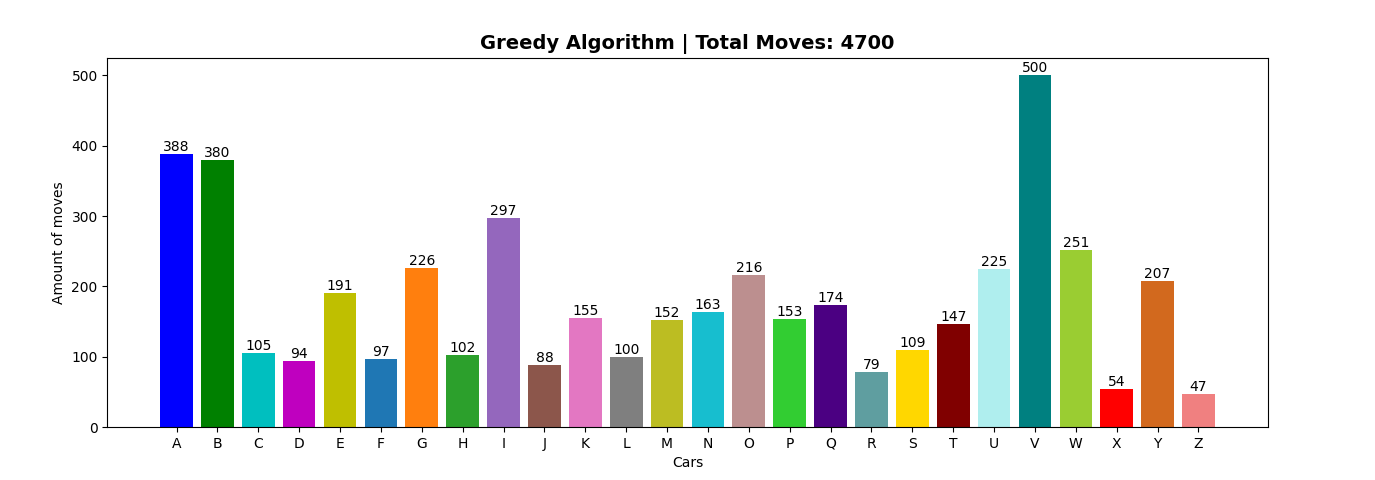 Greedy Algorithm | Total Moves: 4700
Amount of moves
500
400
300
200
100
0
388 380 105 94 191 97 226 102 297 88 155 100 152 163 216 153 174 79 109 147 225 500 251 54 207 47
A B C D E F G H I J K L M N O P Q R S T U V W X Y Z
Cars